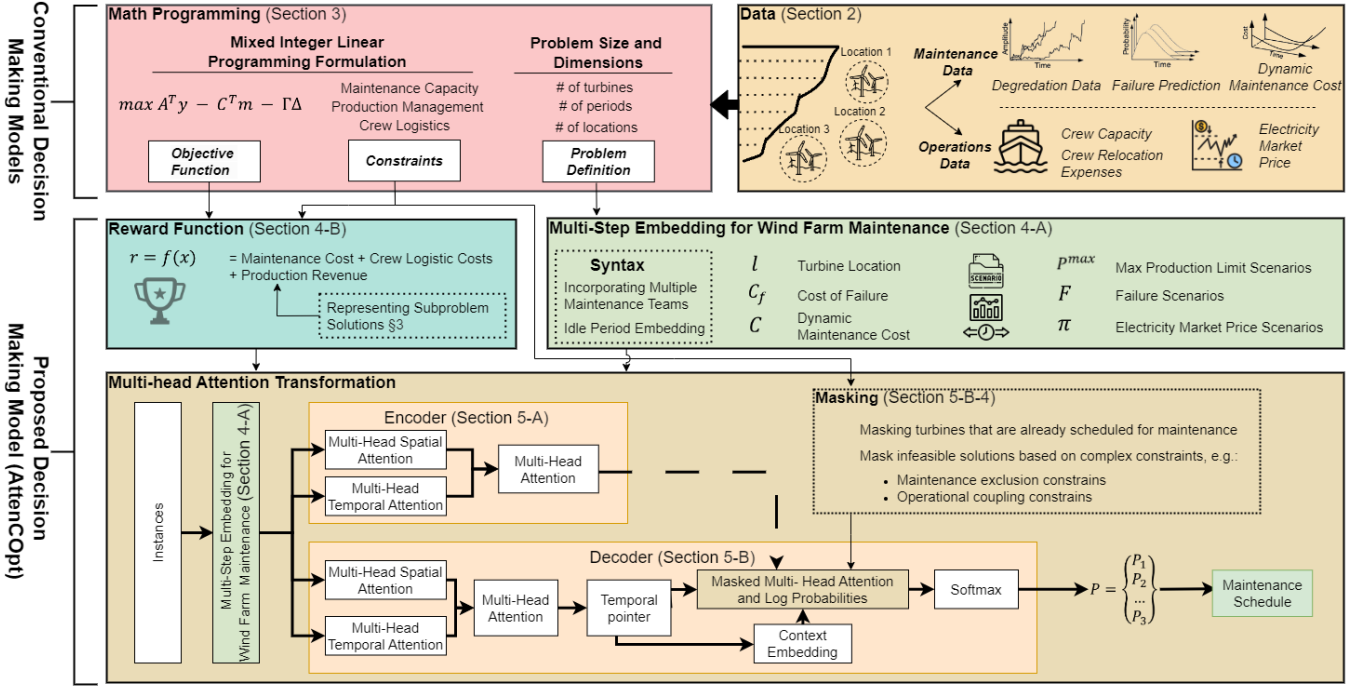 Conventional Decision
Making Models
Math Programming (Section 3)
Mixed Integer Linear
Programming Formulation
max AᵀY − Cᵀm − ΓΔ
Maintenance Capacity
Production Management
Crew Logistics
Problem Size and
Dimensions
# of turbines
# of periods
# of locations
Objective
Function
Constraints
Problem
Definition
Data (Section 2)
Location 1
Location 2
Location 3
Maintenance
Data
Operations
Data
Amplitude
Time
Degredation Data
Probability
Time
Failure Prediction
Cost
Time
Dynamic
Maintenance Cost
Crew Capacity
Crew Relocation
Expenses
$
f
Electricity
Market
Price
Proposed Decision
Making Model (AttenCOpt)
Reward Function (Section 4-B)
r = f(x)
= Maintenance Cost + Crew Logistic Costs
+ Production Revenue
Representing Subproblem
Solutions §3
Multi-Step Embedding for Wind Farm Maintenance (Section 4-A)
Syntax
Incorporating Multiple
Maintenance Teams
Idle Period Embedding
l Turbine Location
C_f Cost of Failure
C Dynamic
Maintenance Cost
SCENARIO
P^max Max Production Limit Scenarios
F Failure Scenarios
π Electricity Market Price Scenarios
Multi-head Attention Transformation
Instances
Multi-Step Embedding for
Wind Farm Maintenance (Section 4-A)
Encoder (Section 5-A)
Multi-Head Spatial
Attention
Multi-Head
Temporal Attention
Multi-Head
Attention
Masking (Section 5-B-4)
Masking turbines that are already scheduled for maintenance
Mask infeasible solutions based on complex constraints, e.g.:
• Maintenance exclusion constrains
• Operational coupling constrains
Decoder (Section 5-B)
Multi-Head Spatial
Attention
Multi-Head
Temporal Attention
Multi-Head
Attention
Temporal
pointer
Masked Multi- Head Attention
and Log Probabilities
Context
Embedding
Softmax
P =
P₁
P₂
...
P₃
Maintenance
Schedule